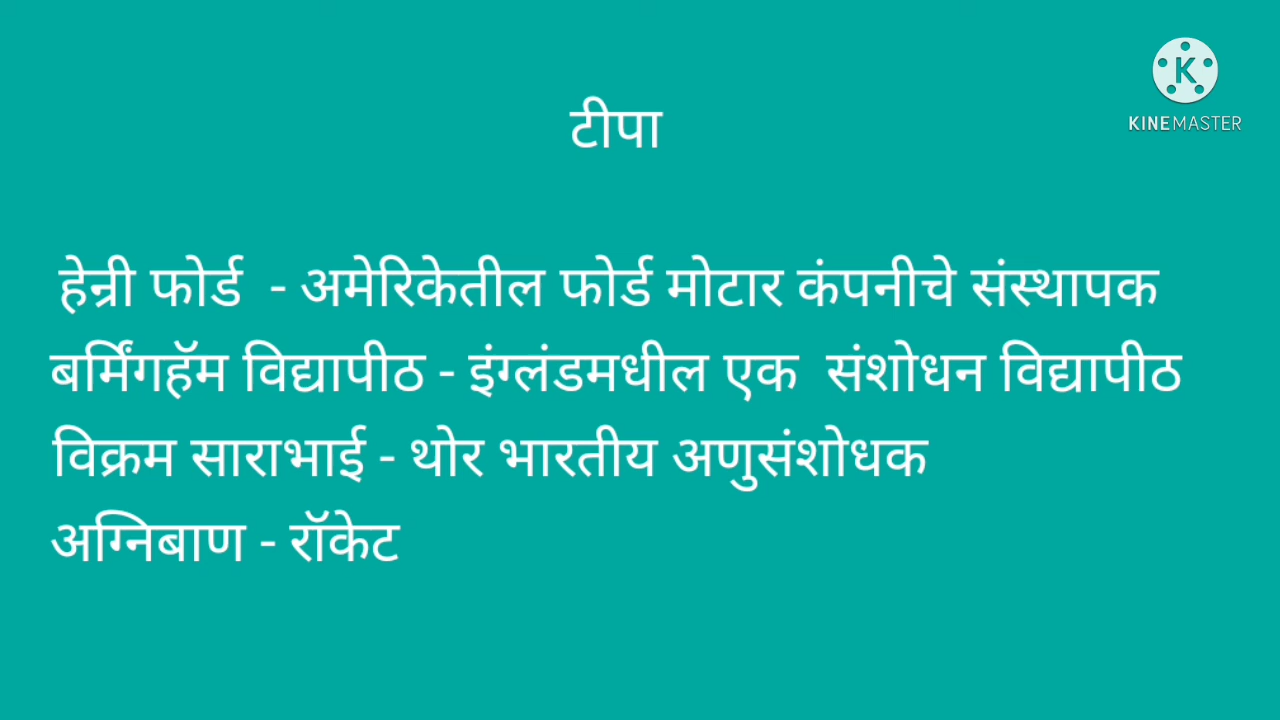 KINEMASTER
टीपा
हेन्री फोर्ड - अमेरिकेतील फोर्ड मोटार कंपनीचे संस्थापक
बर्मिंगहॅम विद्यापीठ - इंग्लंडमधील एक संशोधन विद्यापीठ
विक्रम साराभाई - थोर भारतीय अणुसंशोधक
अग्निबाण - रॉकेट